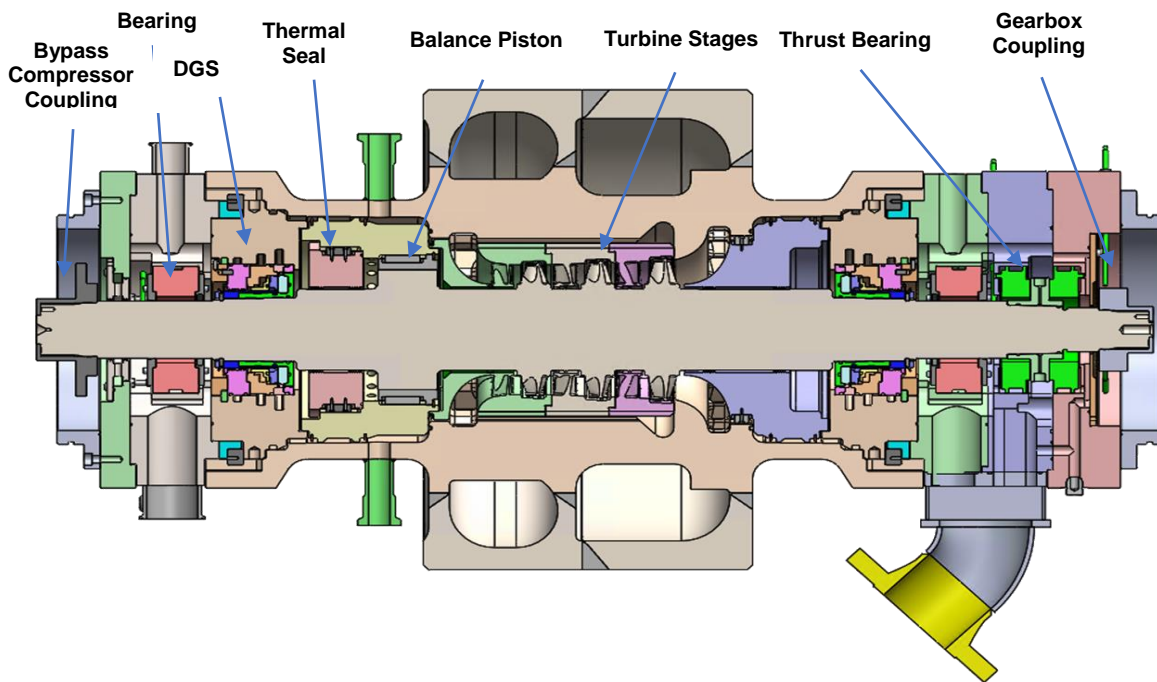 Bearing
Bypass
Compressor
Coupling
DGS
Thermal
Seal
Balance Piston
Turbine Stages
Thrust Bearing
Gearbox
Coupling